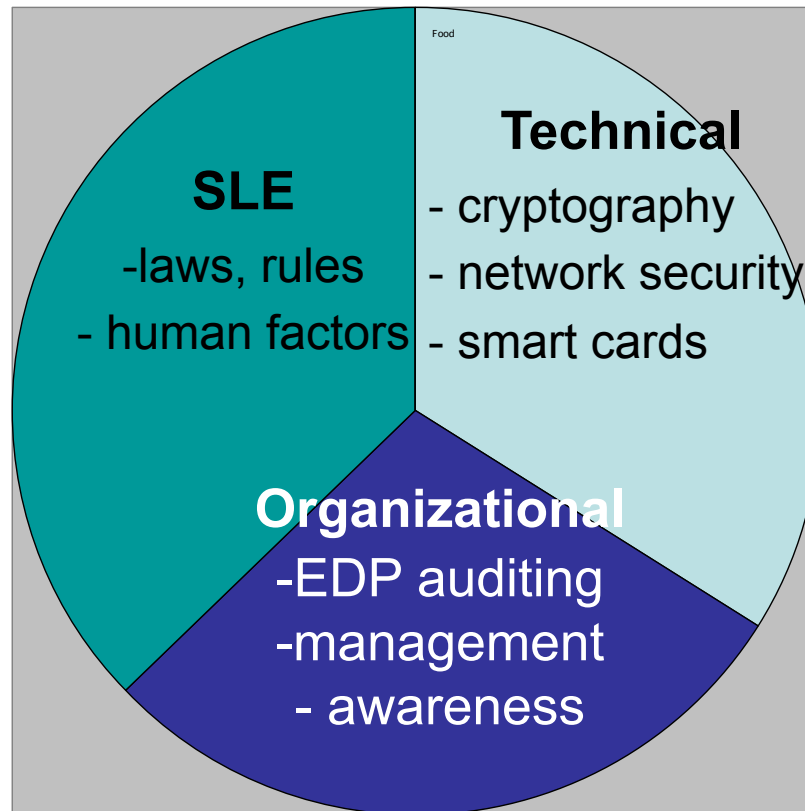 Food
Technical
- cryptography
- network security
- smart cards
SLE
-laws, rules
- human factors
Organizational
-EDP auditing
-management
- awareness